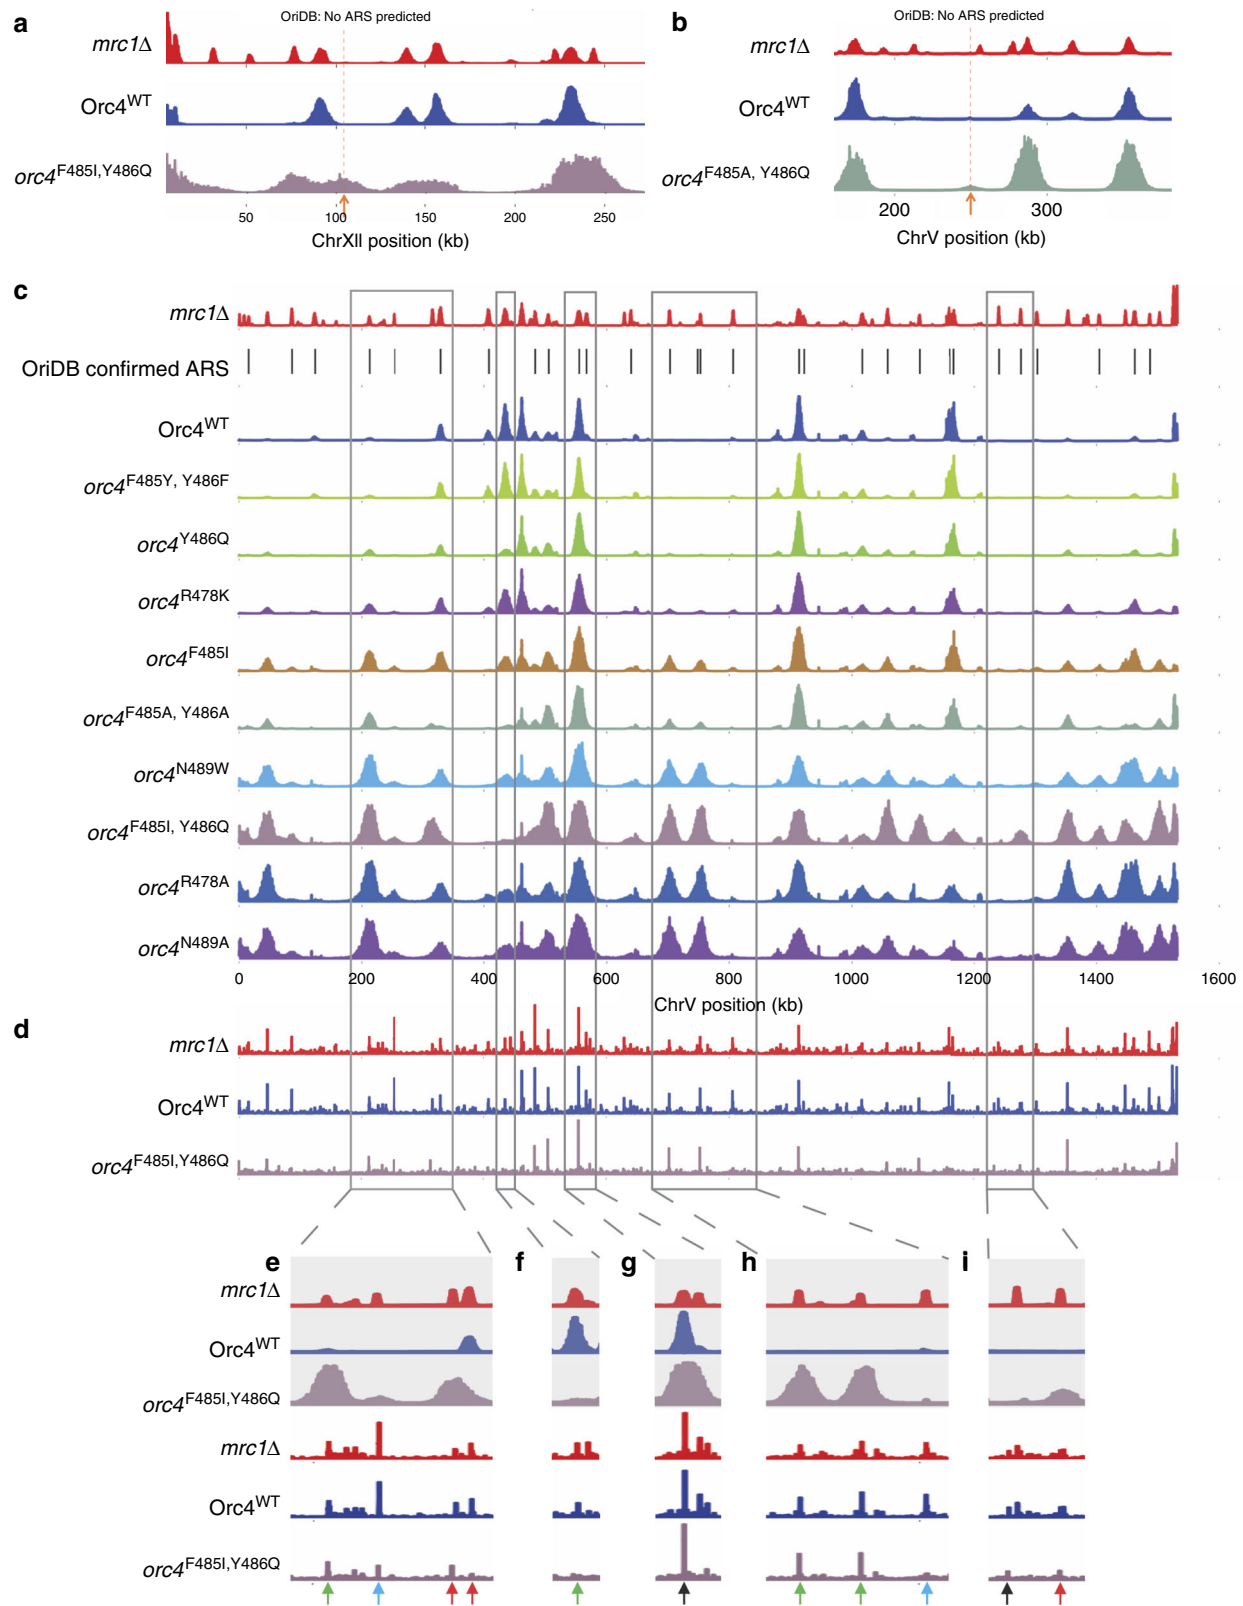 a
OriDB: No ARS predicted
mrc1Δ
Orc4WT
orc4F485I,Y486Q
50 100 150 200 250
ChrXII position (kb)
b
OriDB: No ARS predicted
mrc1Δ
Orc4WT
orc4F485A, Y486Q
200 300
ChrV position (kb)
c
mrc1Δ
OriDB confirmed ARS
Orc4WT
orc4F485Y, Y486F
orc4Y486Q
orc4R478K
orc4F485I
orc4F485A, Y486A
orc4N489W
orc4F485I, Y486Q
orc4R478A
orc4N489A
0 200 400 600 800 1000 1200 1400 1600
ChrV position (kb)
d
mrc1Δ
Orc4WT
orc4F485I,Y486Q
e f g h i
mrc1Δ
Orc4WT
orc4F485I,Y486Q
mrc1Δ
Orc4WT
orc4F485I,Y486Q